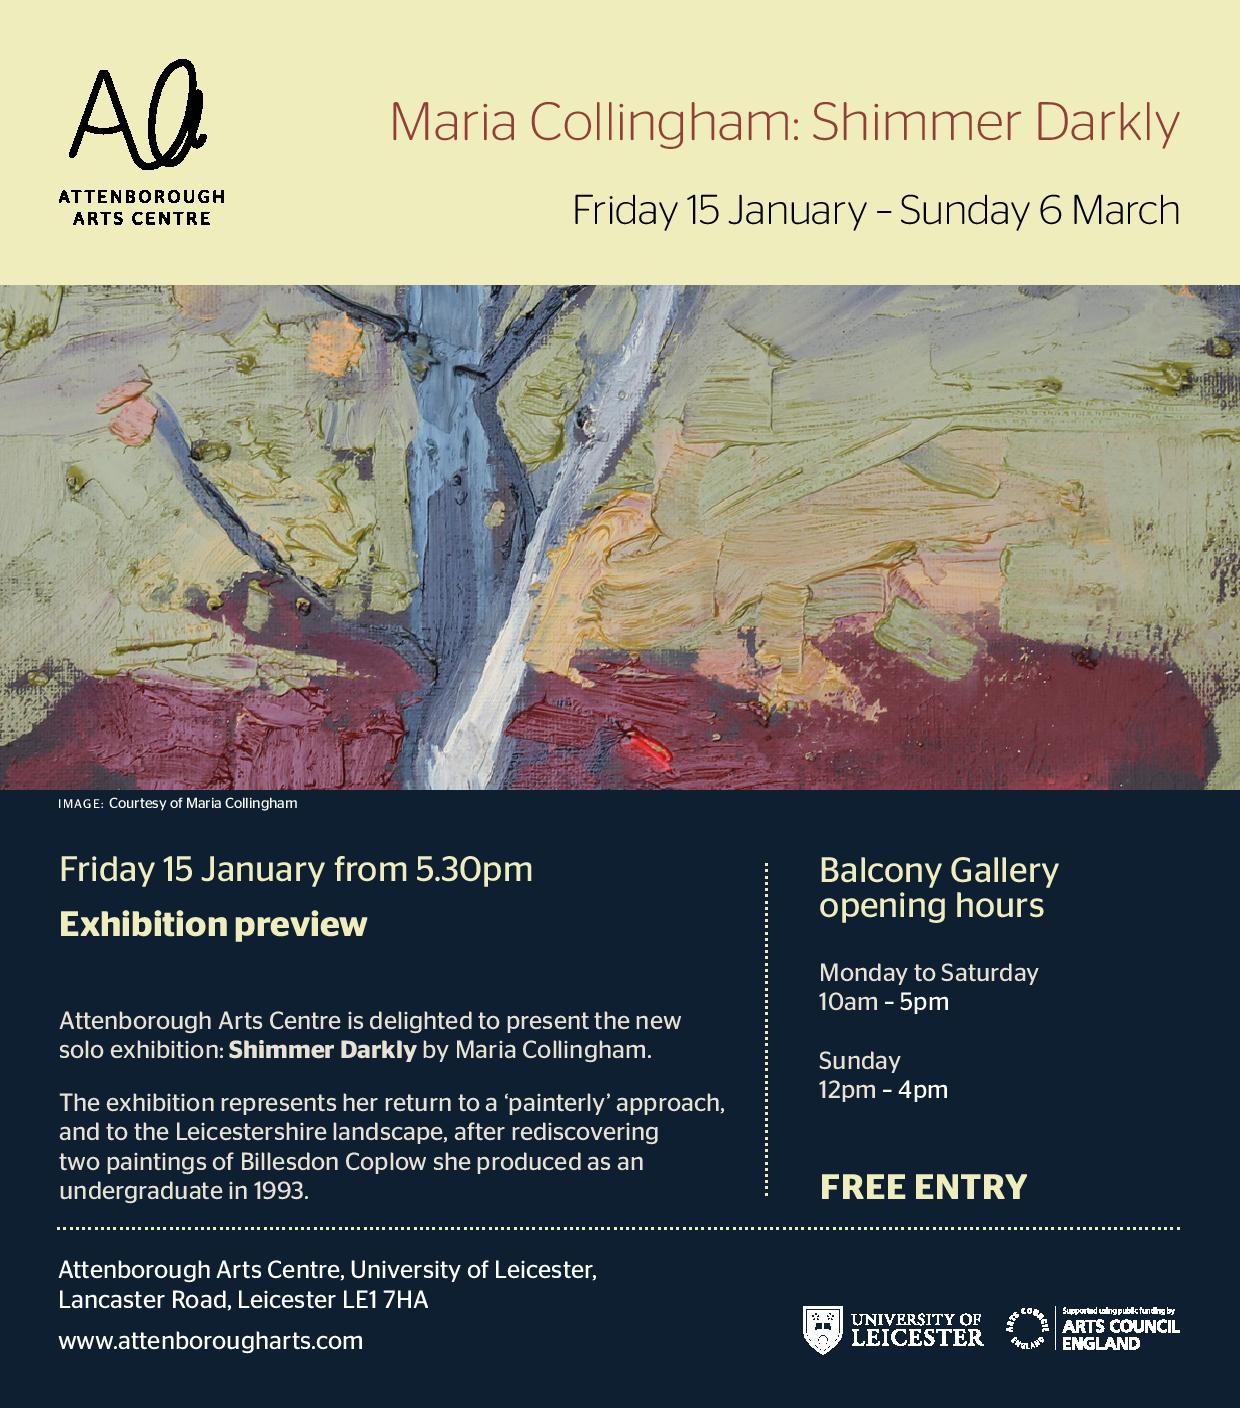 Aa
ATTENBOROUGH
ARTS CENTRE
Maria Collingham: Shimmer Darkly
Friday 15 January – Sunday 6 March
IMAGE: Courtesy of Maria Collingham
Friday 15 January from 5.30pm
Exhibition preview
Attenborough Arts Centre is delighted to present the new
solo exhibition: Shimmer Darkly by Maria Collingham.
The exhibition represents her return to a ‘painterly’ approach,
and to the Leicestershire landscape, after rediscovering
two paintings of Billesdon Coplow she produced as an
undergraduate in 1993.
Balcony Gallery
opening hours
Monday to Saturday
10am – 5pm
Sunday
12pm – 4pm
FREE ENTRY
Attenborough Arts Centre, University of Leicester,
Lancaster Road, Leicester LE1 7HA
www.attenborougharts.com
UNIVERSITY OF
LEICESTER
ARTS COUNCIL
ENGLAND
Supported using public funding by
ARTS COUNCIL
ENGLAND